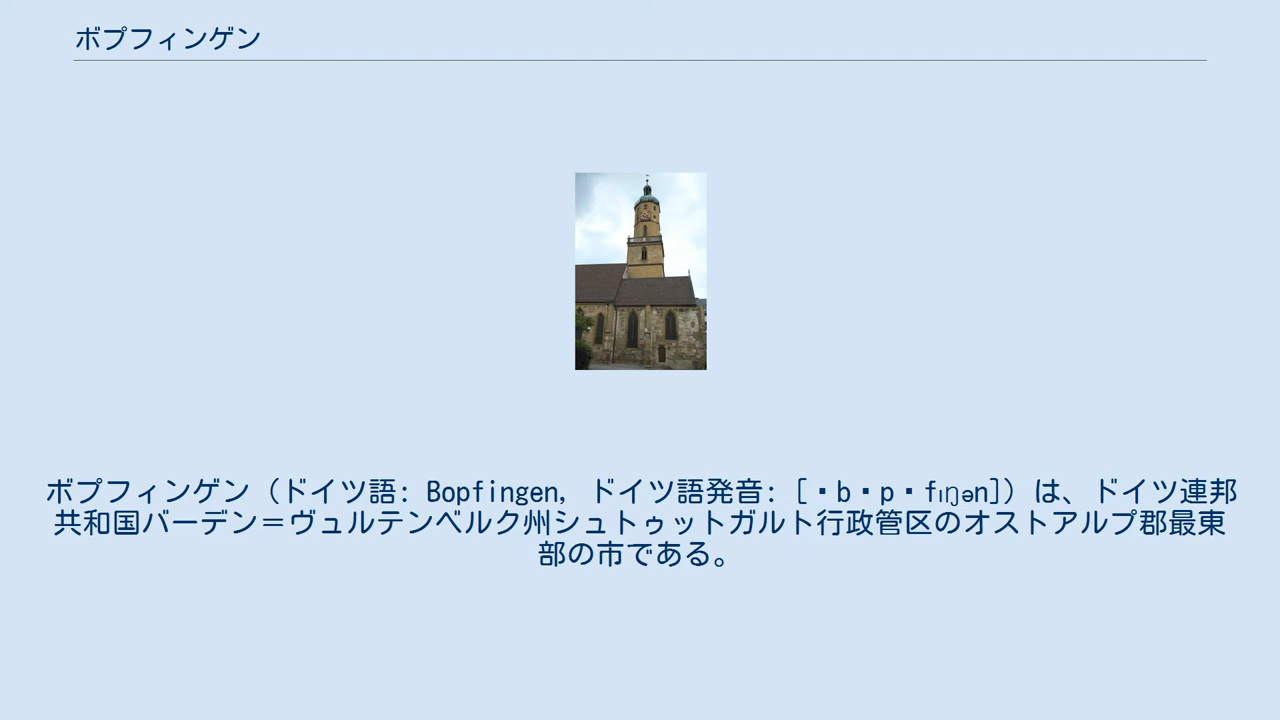 ボプフィンゲン
ボプフィンゲン（ドイツ語: Bopfingen, ドイツ語発音: [▪b▪p▪fɪŋən]）は、ドイツ連邦
共和国バーデン＝ヴュルテンベルク州シュトゥットガルト行政管区のオストアルプ郡最東
部の市である。